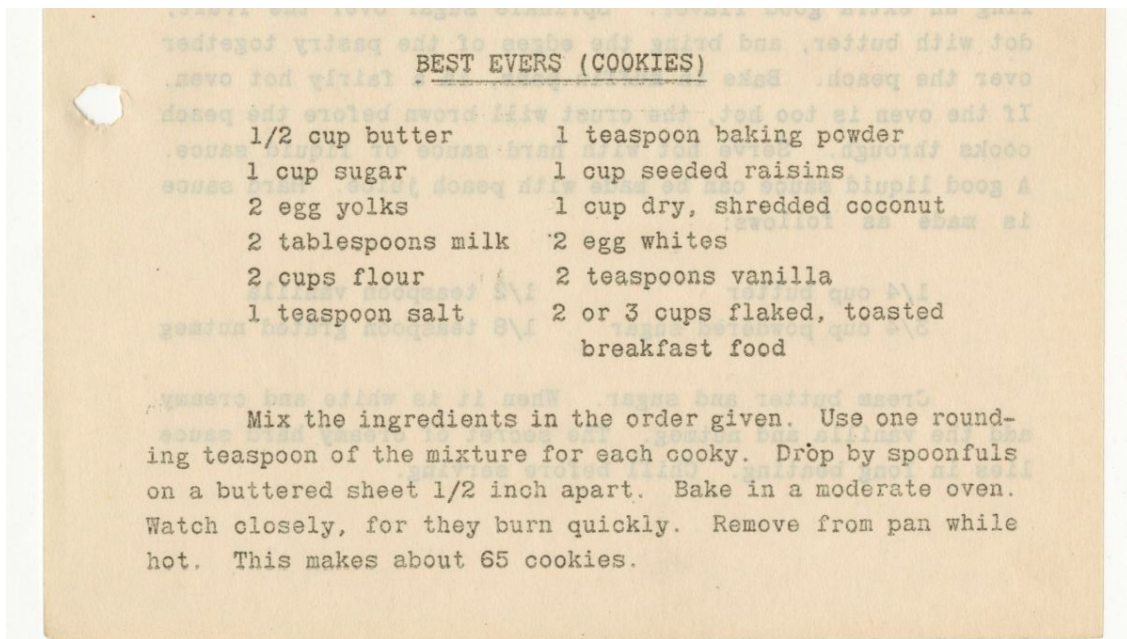 BEST EVERS (COOKIES)
1/2 cup butter
1 cup sugar
2 egg yolks
2 tablespoons milk
2 cups flour
1 teaspoon salt
1 teaspoon baking powder
1 cup seeded raisins
1 cup dry, shredded coconut
2 egg whites
2 teaspoons vanilla
2 or 3 cups flaked, toasted
breakfast food
Mix the ingredients in the order given. Use one round-
ing teaspoon of the mixture for each cooky. Drop by spoonfuls
on a buttered sheet 1/2 inch apart. Bake in a moderate oven.
Watch closely, for they burn quickly. Remove from pan while
hot. This makes about 65 cookies.